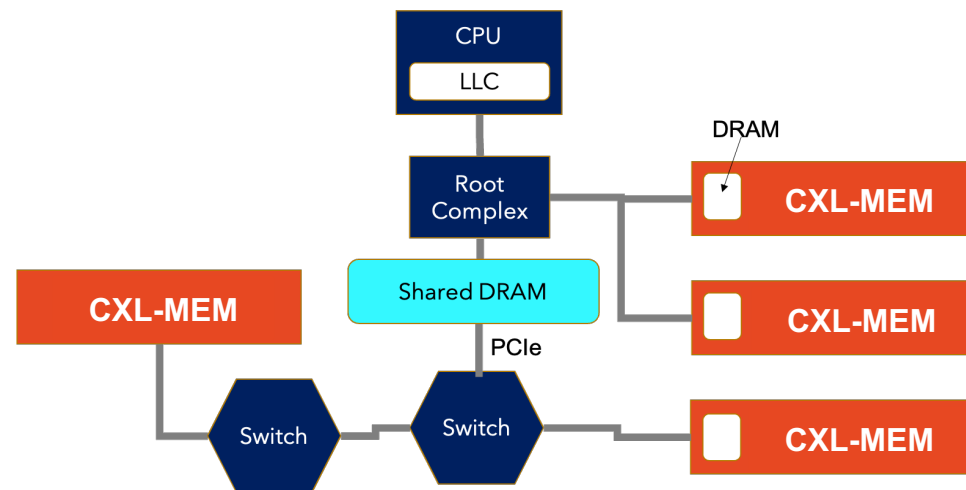 CPU
LLC
DRAM
Root
Complex
CXL-MEM
Shared DRAM
CXL-MEM
CXL-MEM
PCIe
Switch
Switch
CXL-MEM